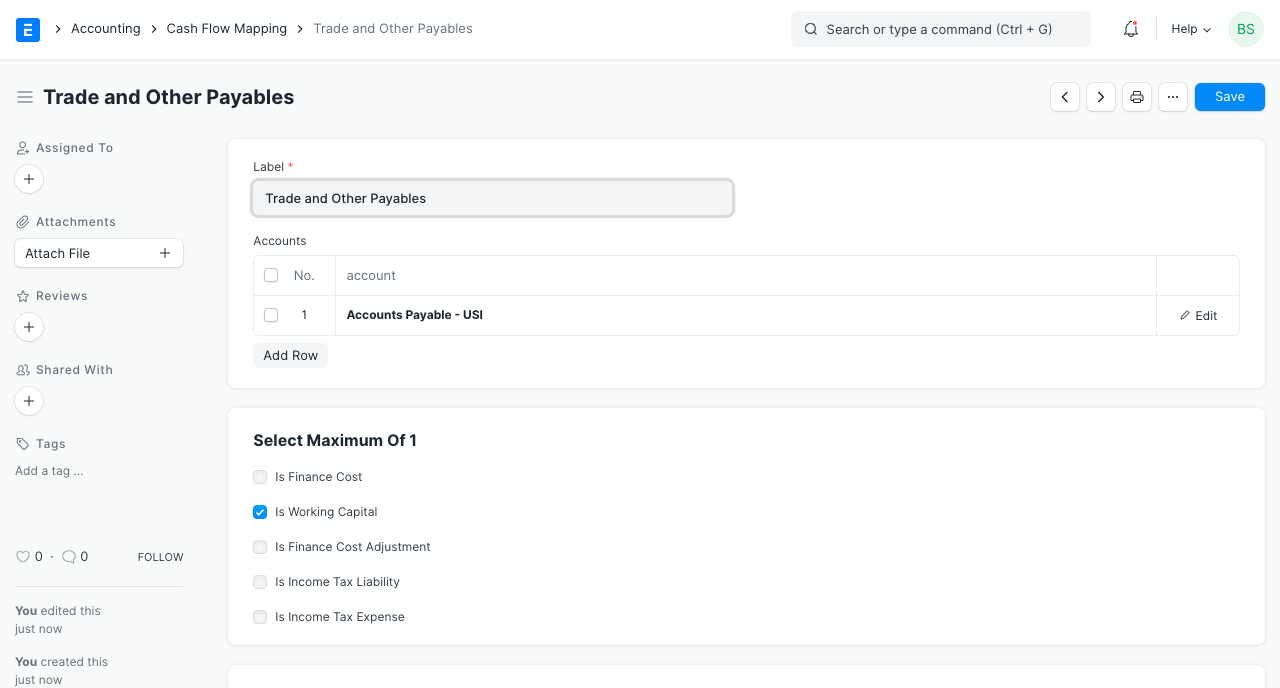 Accounting
Cash Flow Mapping
Trade and Other Payables
Search or type a command (Ctrl + G)
Help
BS
Trade and Other Payables
Save
Assigned To
Attachments
Attach File
Reviews
Shared With
Tags
Add a tag ...
0 · 0
FOLLOW
You edited this
just now
You created this
just now
Label *
Trade and Other Payables
Accounts
No. account
1 Accounts Payable - USI Edit
Add Row
Select Maximum Of 1
Is Finance Cost
Is Working Capital
Is Finance Cost Adjustment
Is Income Tax Liability
Is Income Tax Expense